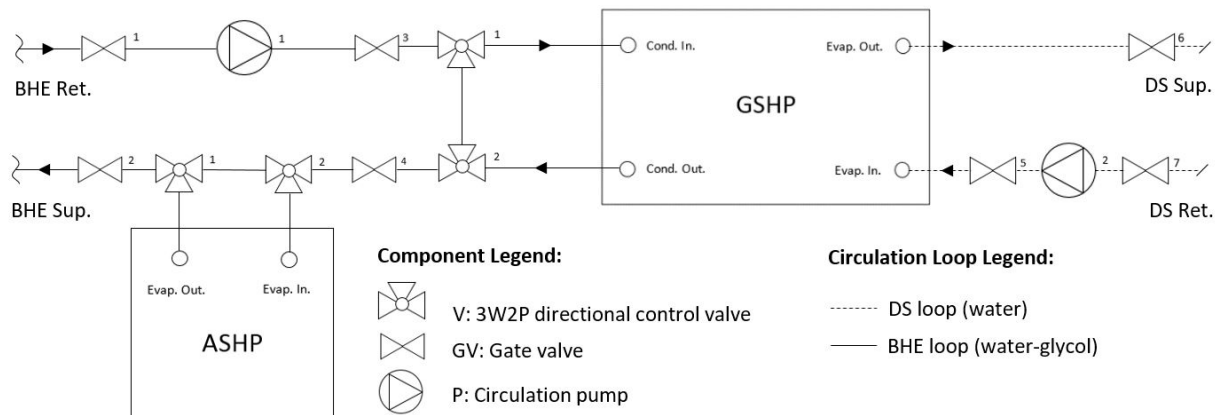 1
1
3
1
Cond. In.
Evap. Out.
6
BHE Ret.
GSHP
DS Sup.
2
1
2
4
2
Cond. Out.
Evap. In.
5
2
7
BHE Sup.
DS Ret.
Evap. Out.
Evap. In.
ASHP
Component Legend:
V: 3W2P directional control valve
GV: Gate valve
P: Circulation pump
Circulation Loop Legend:
DS loop (water)
BHE loop (water-glycol)